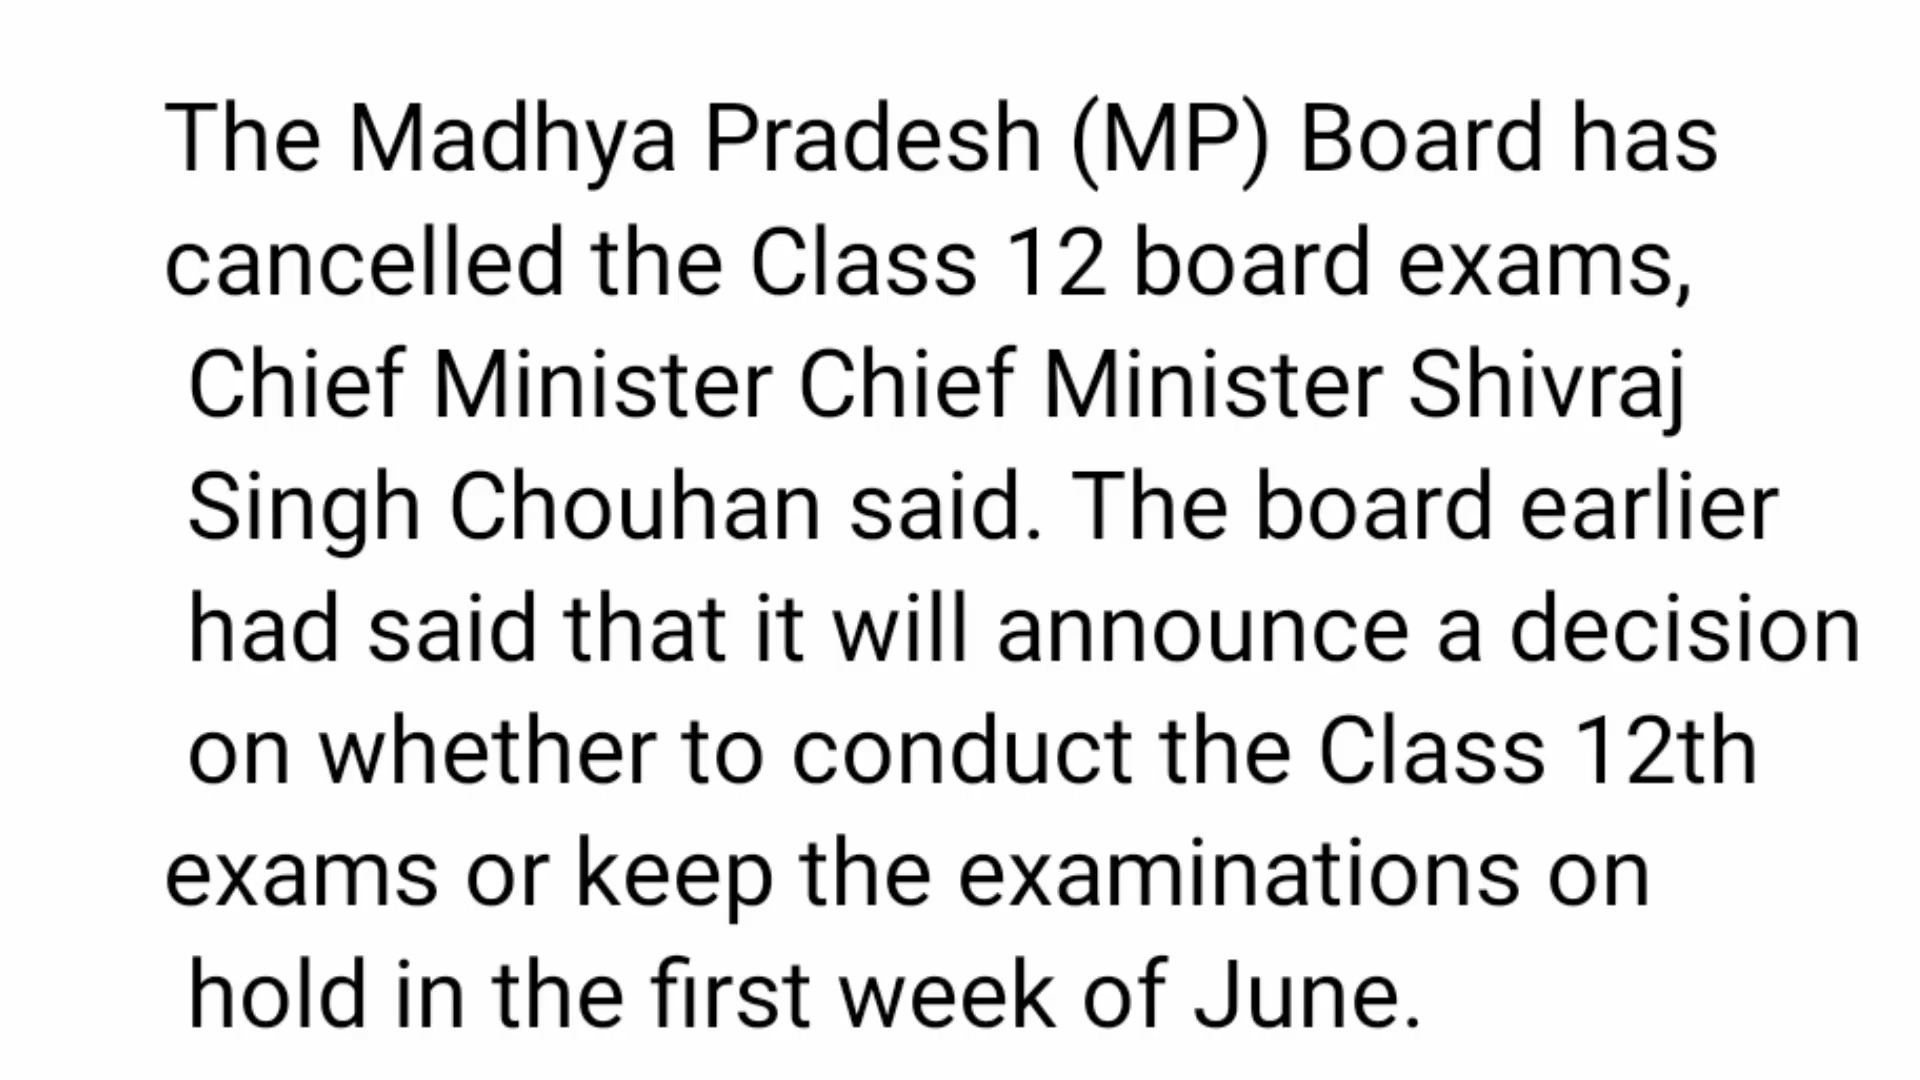 The Madhya Pradesh (MP) Board has
cancelled the Class 12 board exams,
Chief Minister Chief Minister Shivraj
Singh Chouhan said. The board earlier
had said that it will announce a decision
on whether to conduct the Class 12th
exams or keep the examinations on
hold in the first week of June.